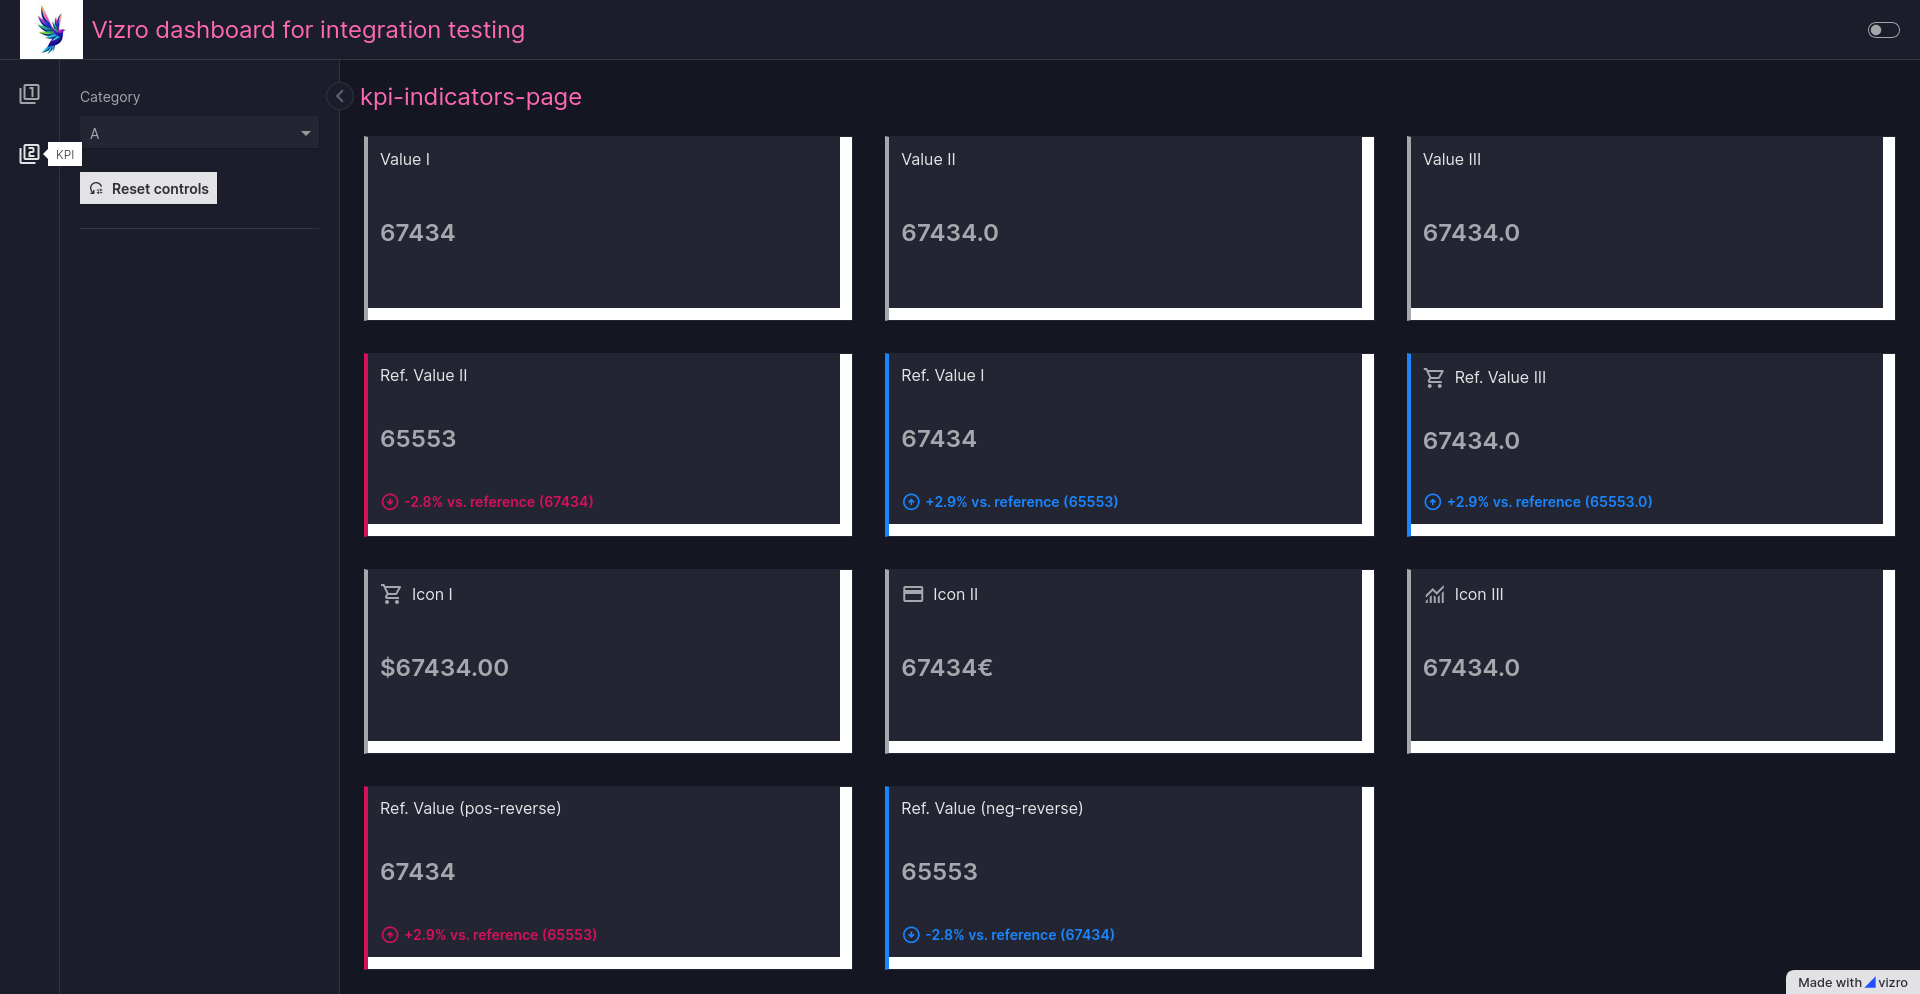 Vizro dashboard for integration testing
1
Category
A
2
KPI
Reset controls
kpi-indicators-page
Value I
67434
Value II
67434.0
Value III
67434.0
Ref. Value II
65553
-2.8% vs. reference (67434)
Ref. Value I
67434
+2.9% vs. reference (65553)
Ref. Value III
67434.0
+2.9% vs. reference (65553.0)
Icon I
$67434.00
Icon II
67434€
Icon III
67434.0
Ref. Value (pos-reverse)
67434
+2.9% vs. reference (65553)
Ref. Value (neg-reverse)
65553
-2.8% vs. reference (67434)
Made with vizro